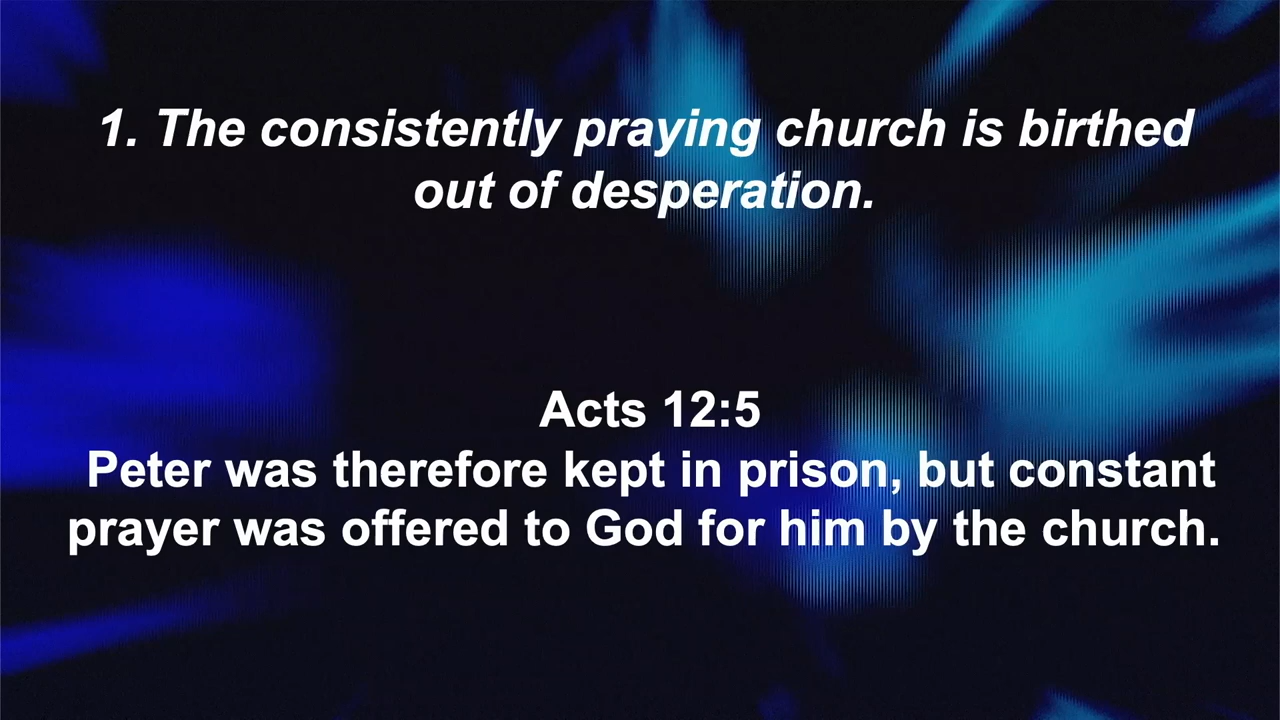 1. The consistently praying church is birthed
out of desperation.
Acts 12:5
Peter was therefore kept in prison, but constant
prayer was offered to God for him by the church.